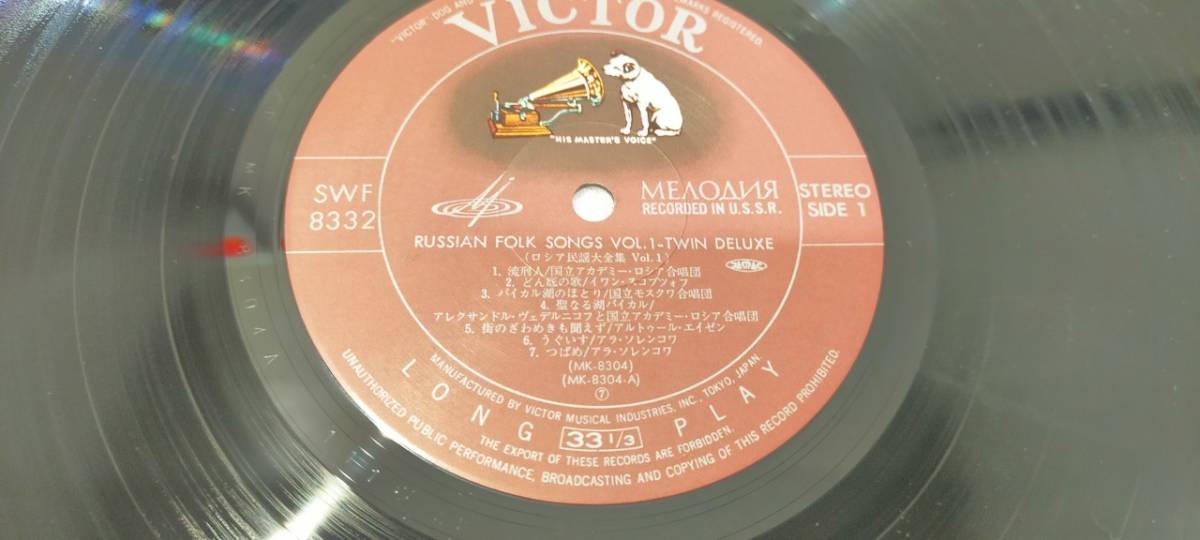 "VICTOR" DOG AND
MARKS REGISTERED.
VICTOR
"HIS MASTER'S VOICE"
SWF
8332
МЕЛОДИЯ
RECORDED IN U.S.S.R.
STEREO
SIDE 1
RUSSIAN FOLK SONGS VOL.1-TWIN DELUXE
(ロシア民謡大全集 Vol.1)
1. 流刑人/国立アカデミー・ロシア合唱団
2. どん底の歌/イワン・スコブツォフ
3. バイカル湖のほとり/国立モスクワ合唱団
4. 聖なる湖バイカル/
アレクサンドル・ヴェデルニコフと国立アカデミー・ロシア合唱団
5. 街のざわめきも聞えず/アルトゥール・エイゼン
6. うぐいす/アラ・ソレンコワ
7. つばめ/アラ・ソレンコワ
(MK-8304)
(MK-8304-A)
⑦
MANUFACTURED BY VICTOR MUSICAL INDUSTRIES, INC., TOKYO, JAPAN.
LONG PLAY
33 1/3
THE EXPORT OF THESE RECORDS ARE FORBIDDEN.
UNAUTHORIZED PUBLIC PERFORMANCE, BROADCASTING AND COPYING OF THIS RECORD PROHIBITED.